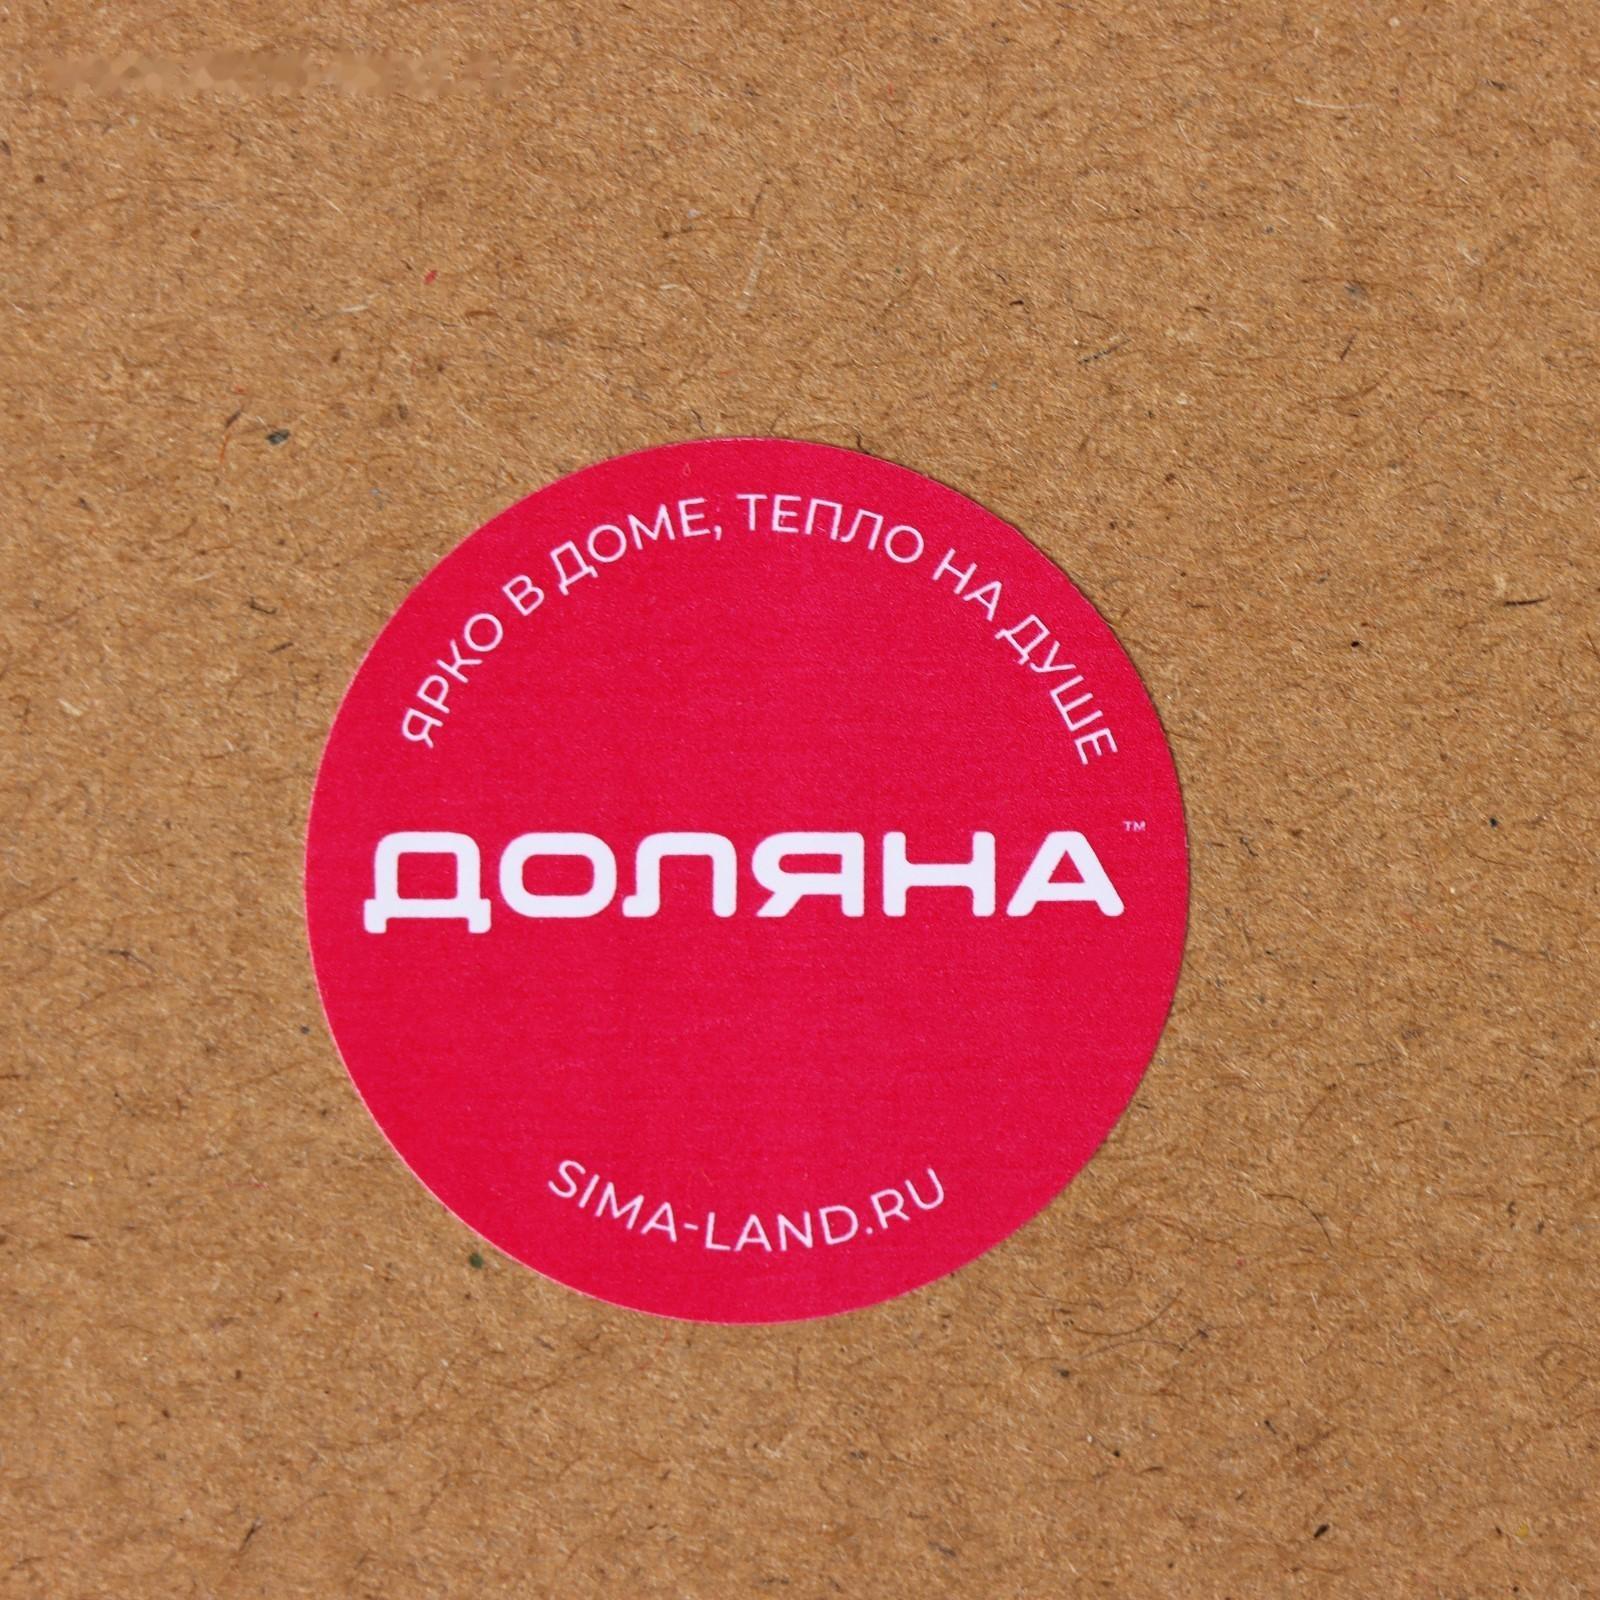 ЯРКО В ДОМЕ, ТЕПЛО НА ДУШЕ
ДОЛЯНА™
SIMA-LAND.RU